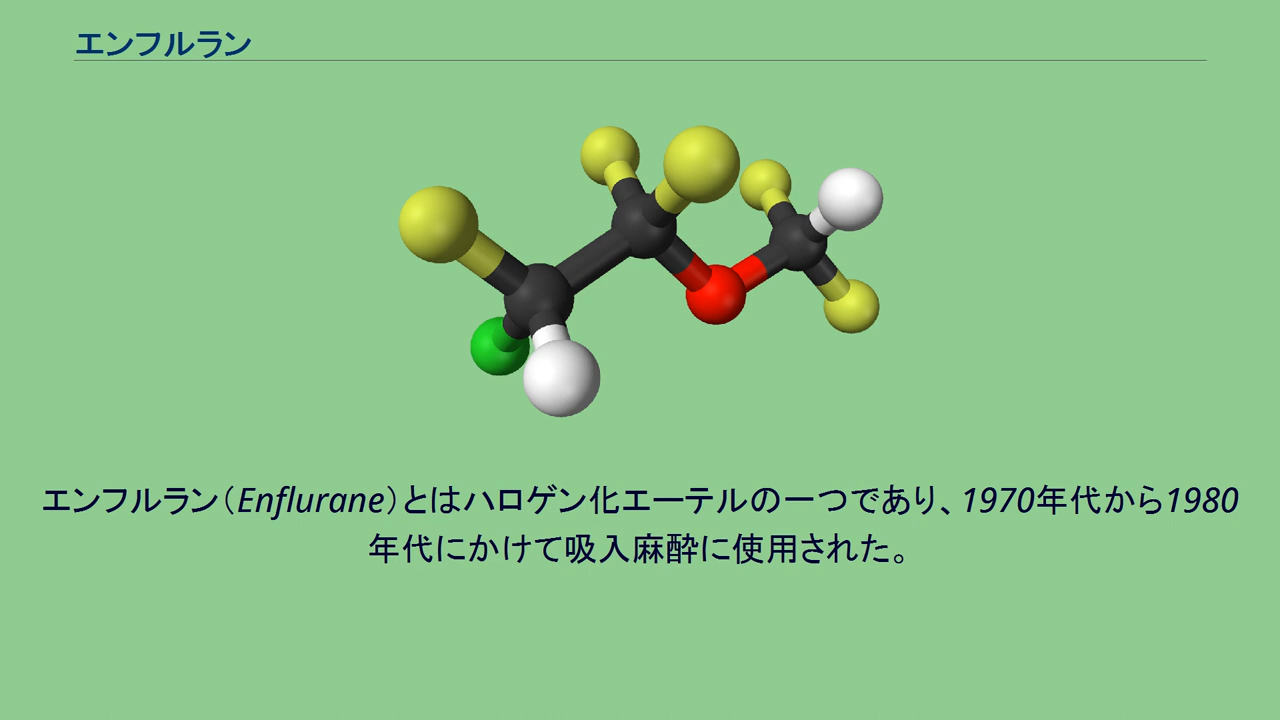 エンフルラン
エンフルラン（Enflurane）とはハロゲン化エーテルの一つであり、1970年代から1980
年代にかけて吸入麻酔に使用された。